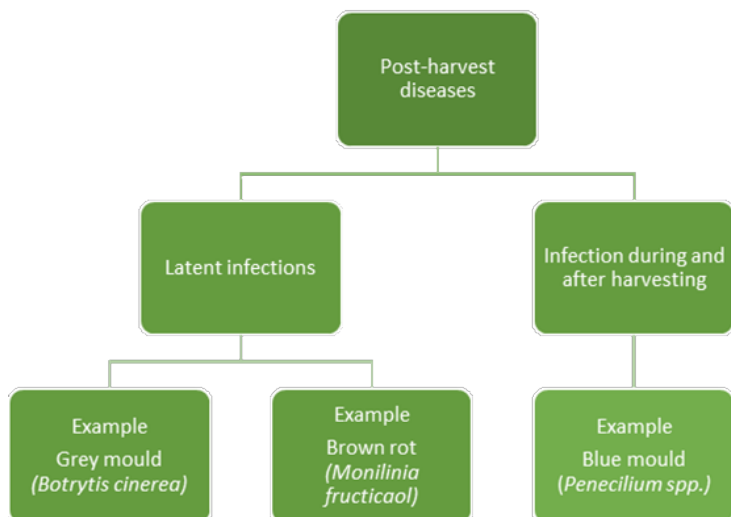 Post-harvest
diseases
Latent infections
Infection during and
after harvesting
Example
Grey mould
(Botrytis cinerea)
Example
Brown rot
(Monilinia
fructicaol)
Example
Blue mould
(Penecilium spp.)